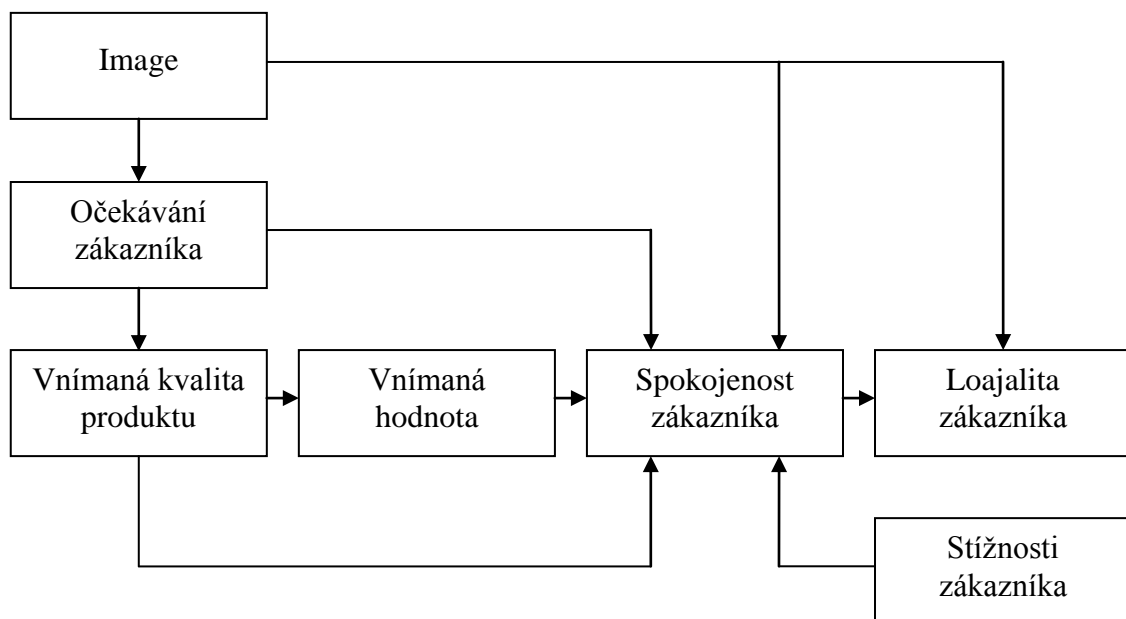 Image
Očekávání
zákazníka
Vnímaná kvalita
produktu
Vnímaná
hodnota
Spokojenost
zákazníka
Loajalita
zákazníka
Stížnosti
zákazníka